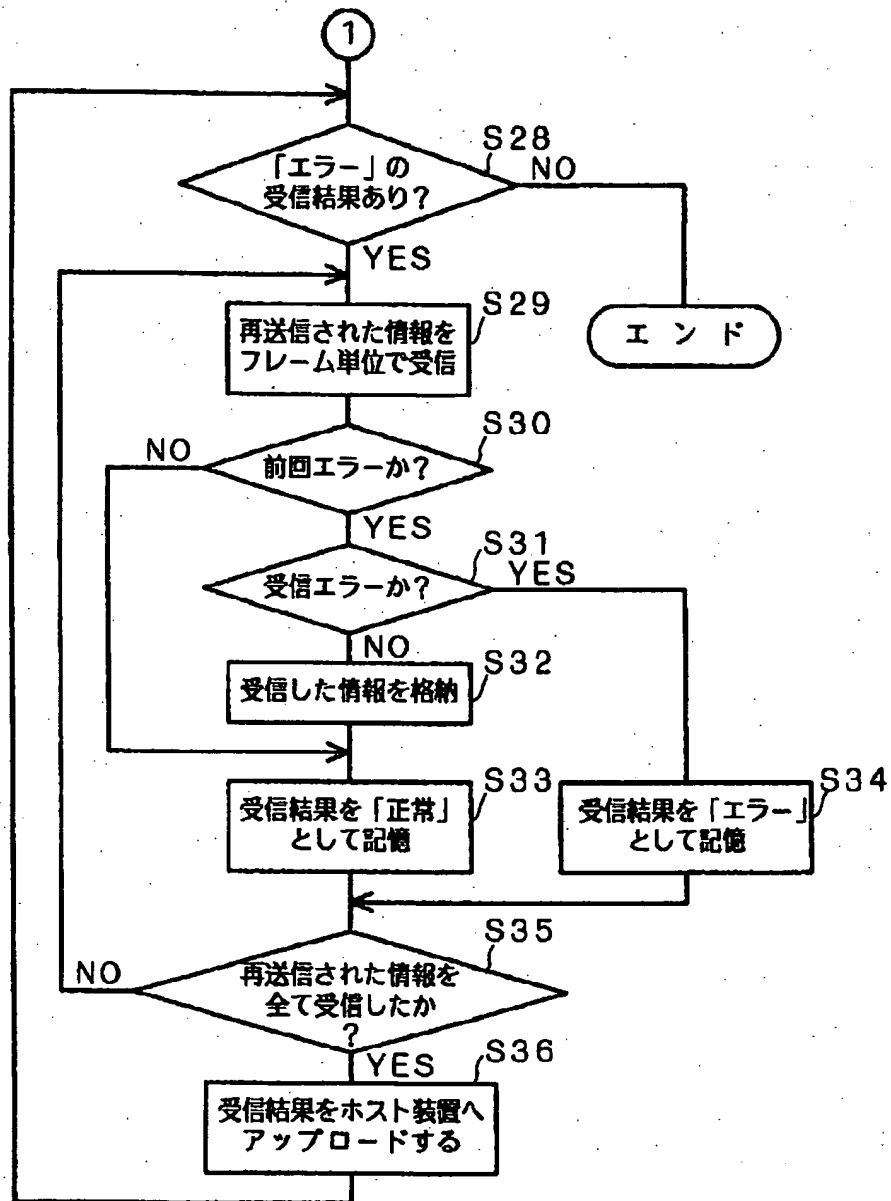 1
S28
「エラー」の
受信結果あり?
NO
YES
S29
再送信された情報を
フレーム単位で受信
エンド
S30
NO
前回エラーか?
YES
S31
受信エラーか?
YES
NO
S32
受信した情報を格納
S33
受信結果を「正常」
として記憶
S34
受信結果を「エラー」
として記憶
S35
NO
再送信された情報を
全て受信したか
?
YES
S36
受信結果をホスト装置へ
アップロードする